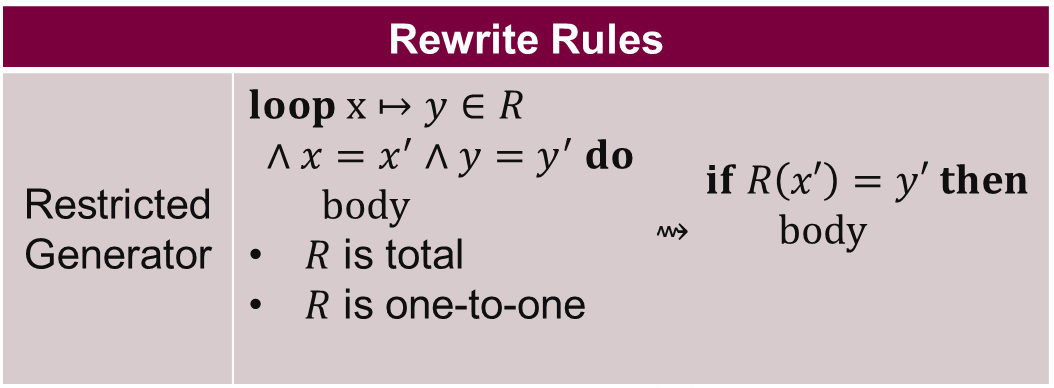 Rewrite Rules
Restricted
Generator
loop x ↦ y ∈ R
∧ x = x′ ∧ y = y′ do
body
• R is total
• R is one-to-one
⇝
if R(x′) = y′ then
body